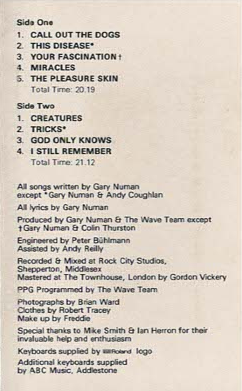 Side One
1. CALL OUT THE DOGS
2. THIS DISEASE*
3. YOUR FASCINATION†
4. MIRACLES
5. THE PLEASURE SKIN
Total Time: 20.19
Side Two
1. CREATURES
2. TRICKS*
3. GOD ONLY KNOWS
4. I STILL REMEMBER
Total Time: 21.12
All songs written by Gary Numan
except *Gary Numan & Andy Coughlan
All lyrics by Gary Numan
Produced by Gary Numan & The Wave Team except
†Gary Numan & Colin Thurston
Engineered by Peter Bühlmann
Assisted by Andy Reilly
Recorded & Mixed at Rock City Studios,
Shepperton, Middlesex
Mastered at The Townhouse, London by Gordon Vickery
PPG Programmed by The Wave Team
Photographs by Brian Ward
Clothes by Robert Tracey
Make up by Freddie
Special thanks to Mike Smith & Ian Herron for their
invaluable help and enthusiasm
Keyboards supplied by Roland logo
Additional keyboards supplied
by ABC Music, Addlestone